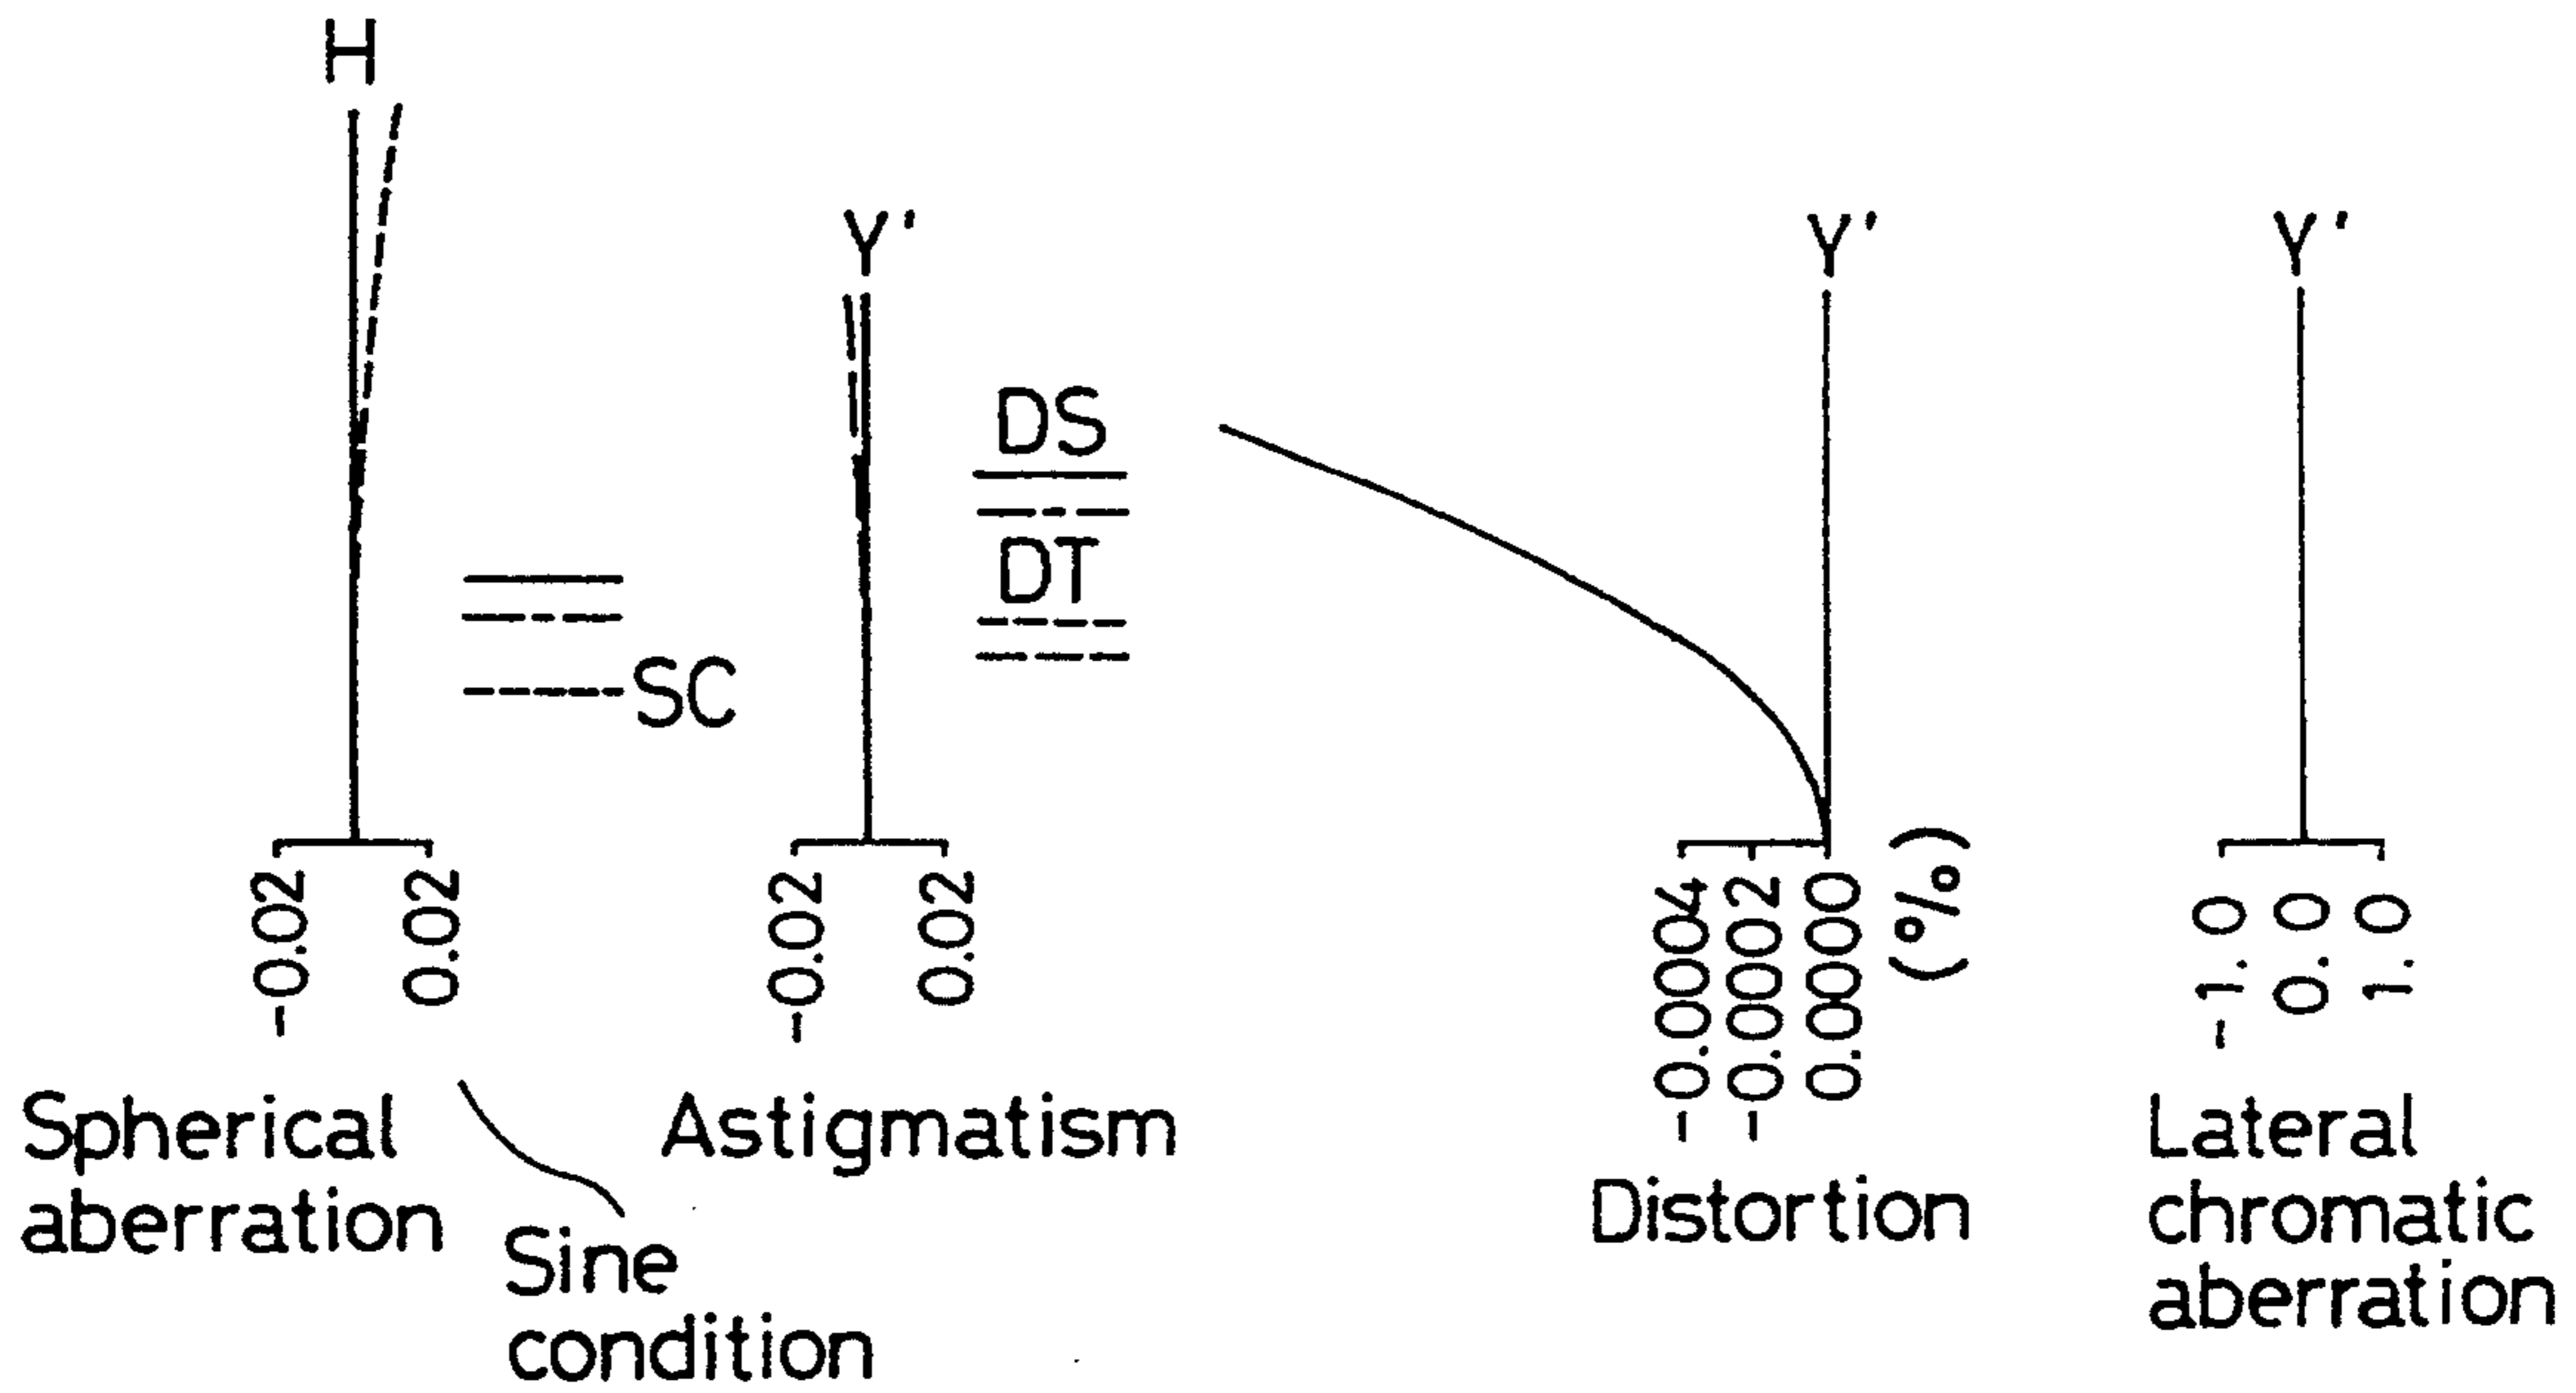 H
Y'
Y'
Y'
DS
DT
SC
-0.02
0.02
-0.02
0.02
-0.0004
-0.0002
0.0000
(%)
-1.0
0.0
1.0
Spherical
aberration
Sine
condition
Astigmatism
Distortion
Lateral
chromatic
aberration